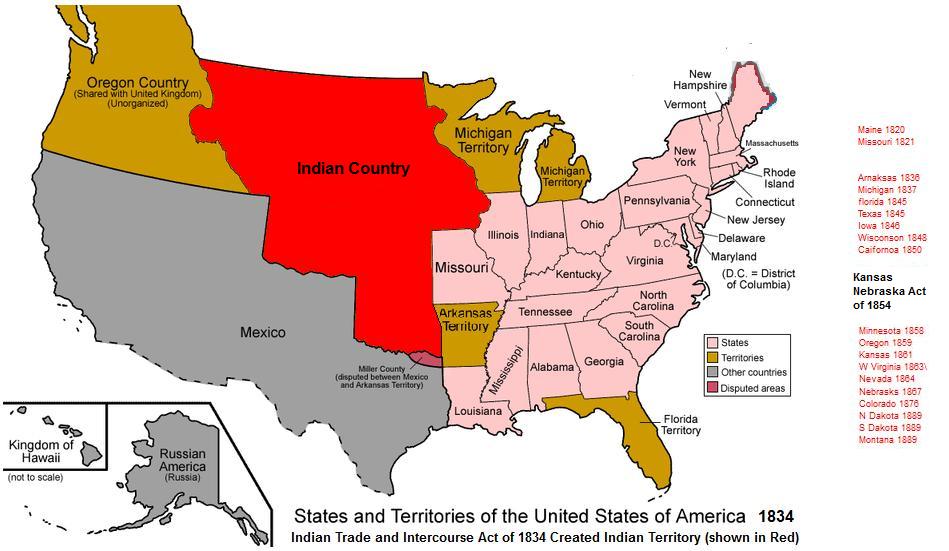 Oregon Country
(Shared with United Kingdom)
(Unorganized)
Indian Country
Michigan
Territory
Michigan
Territory
New
Hampshire
Vermont
Massachusetts
New
York
Rhode
Island
Connecticut
Pennsylvania
New Jersey
Delaware
Maryland
D.C.
(D.C. = District
of Columbia)
Illinois
Indiana
Ohio
Virginia
Missouri
Kentucky
North
Carolina
Tennessee
Arkansas
Territory
South
Carolina
Mississippi
Alabama
Georgia
Louisiana
Florida
Territory
Mexico
Miller County
(disputed between Mexico
and Arkansas Territory)
States
Territories
Other countries
Disputed areas
Kingdom of
Hawaii
(not to scale)
Russian
America
(Russia)
Maine 1820
Missouri 1821
Arnaksas 1836
Michigan 1837
florida 1845
Texas 1845
Iowa 1846
Wisconson 1848
Caifornoa 1850
Kansas
Nebraska Act
of 1854
Minnesota 1858
Oregon 1859
Kansas 1861
W Virginia 1863\
Nevada 1864
Nebrasks 1867
Colorado 1876
N Dakota 1889
S Dakota 1889
Montana 1889
States and Territories of the United States of America 1834
Indian Trade and Intercourse Act of 1834 Created Indian Territory (shown in Red)